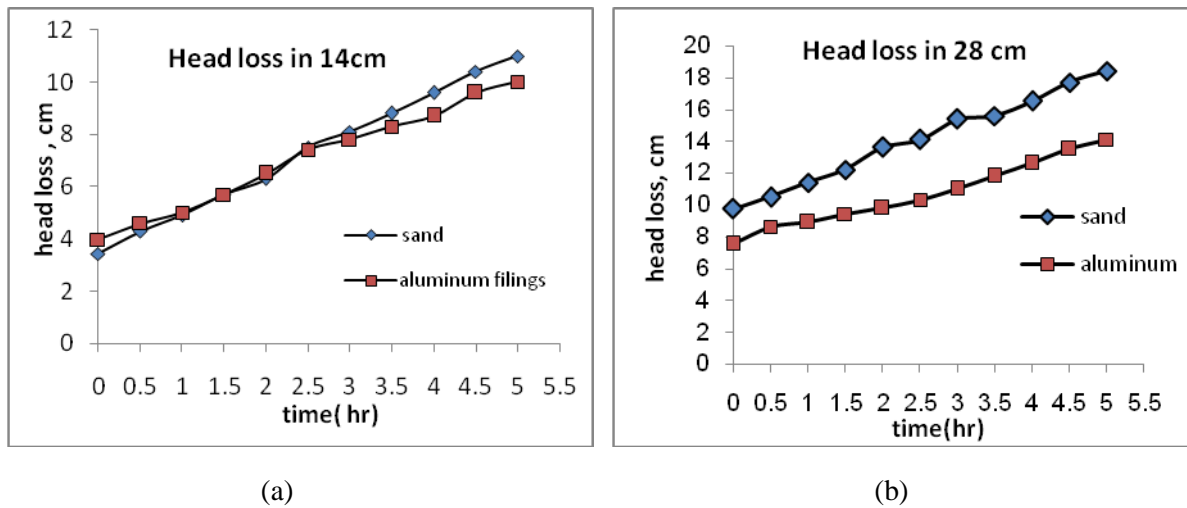 Head loss in 14cm
head loss , cm
12
10
8
6
4
2
0
sand
aluminum filings
0 0.5 1 1.5 2 2.5 3 3.5 4 4.5 5 5.5
time( hr)
(a)
Head loss in 28 cm
head loss, cm
20
18
16
14
12
10
8
6
4
2
0
sand
aluminum
0 0.5 1 1.5 2 2.5 3 3.5 4 4.5 5 5.5
time(hr)
(b)